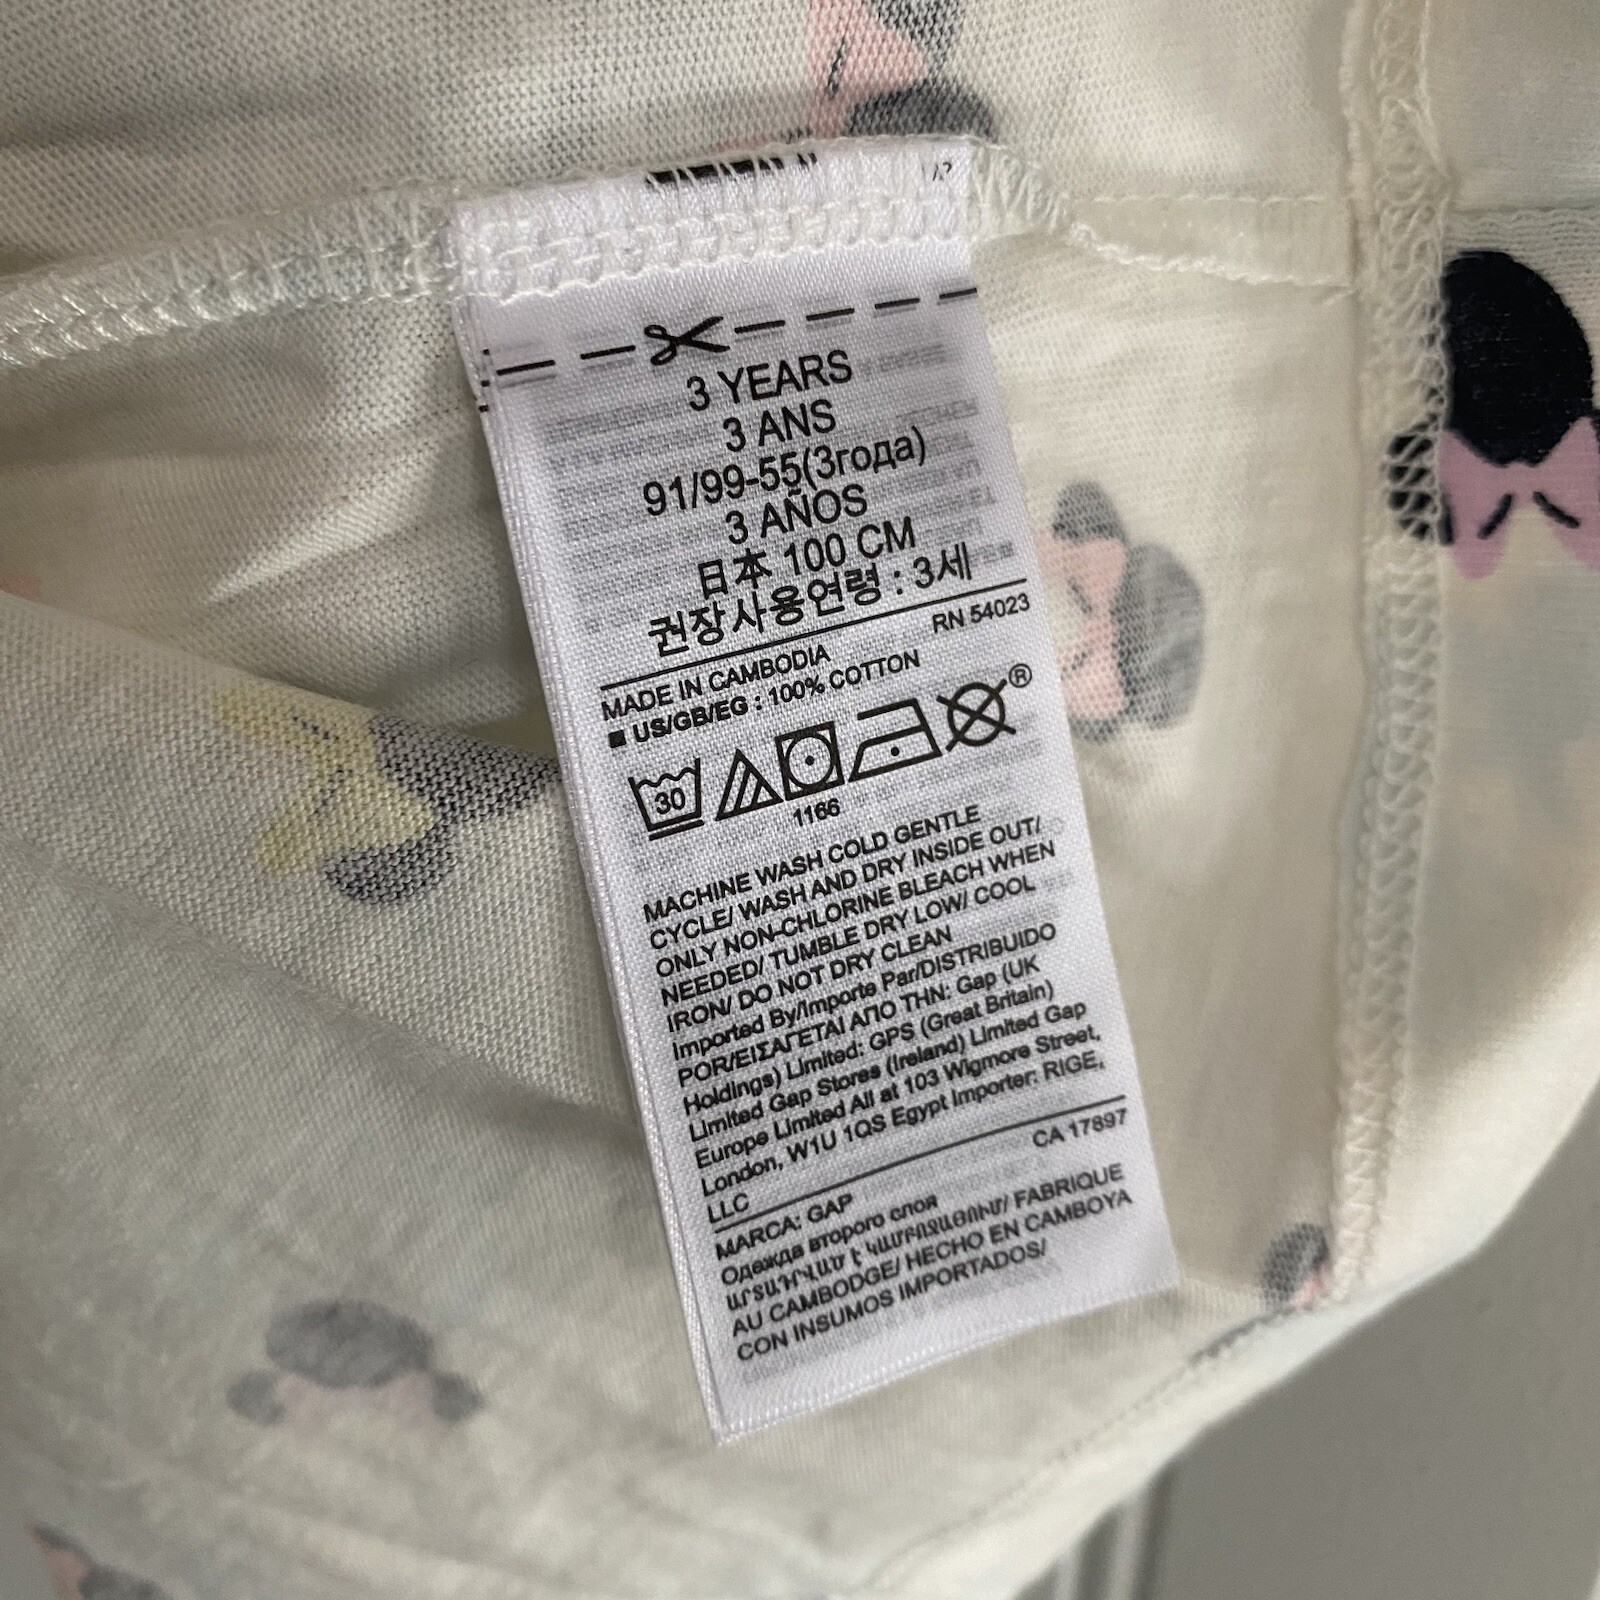 3 YEARS
3 ANS
91/99-55(3года)
3 AÑOS
日本 100 CM
권장사용연령 : 3세
RN 54023
MADE IN CAMBODIA
■ US/GB/EG : 100% COTTON
30
®
1166
MACHINE WASH COLD GENTLE
CYCLE/ WASH AND DRY INSIDE OUT/
ONLY NON-CHLORINE BLEACH WHEN
NEEDED/ TUMBLE DRY LOW/ COOL
IRON/ DO NOT DRY CLEAN
Imported By/Importe Par/DISTRIBUIDO
POR/ΕΙΣΑΓΕΤΑΙ ΑΠΟ ΤΗΝ: Gap (UK
Holdings) Limited: GPS (Great Britain)
Limited Gap Stores (Ireland) Limited Gap
Europe Limited All at 103 Wigmore Street,
London, W1U 1QS Egypt Importer: RIGE,
LLC
CA 17897
MARCA: GAP
Одежда второго слоя
ԱՐՏԱԴՐՎԱԾ Է ԿԱՄԲՈՋԱՅՈՒՄ/ FABRIQUE
AU CAMBODGE/ HECHO EN CAMBOYA
CON INSUMOS IMPORTADOS/